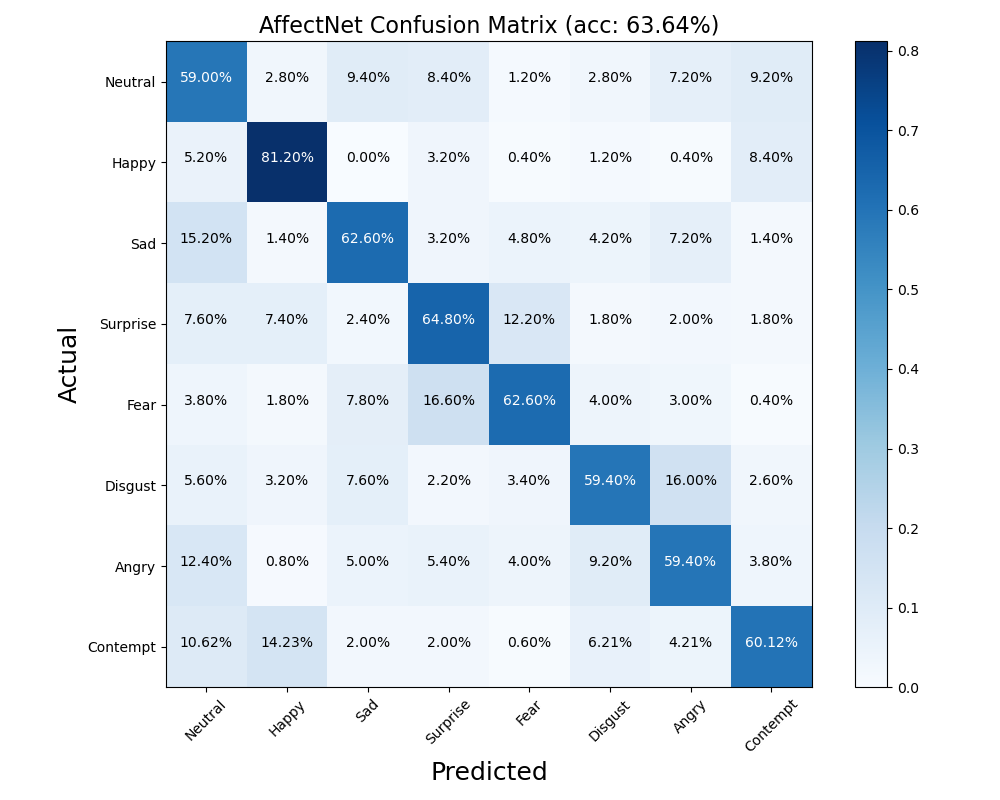 AffectNet Confusion Matrix (acc: 63.64%)
Neutral 59.00% 2.80% 9.40% 8.40% 1.20% 2.80% 7.20% 9.20%
Happy 5.20% 81.20% 0.00% 3.20% 0.40% 1.20% 0.40% 8.40%
Sad 15.20% 1.40% 62.60% 3.20% 4.80% 4.20% 7.20% 1.40%
Surprise 7.60% 7.40% 2.40% 64.80% 12.20% 1.80% 2.00% 1.80%
Fear 3.80% 1.80% 7.80% 16.60% 62.60% 4.00% 3.00% 0.40%
Disgust 5.60% 3.20% 7.60% 2.20% 3.40% 59.40% 16.00% 2.60%
Angry 12.40% 0.80% 5.00% 5.40% 4.00% 9.20% 59.40% 3.80%
Contempt 10.62% 14.23% 2.00% 2.00% 0.60% 6.21% 4.21% 60.12%
Neutral Happy Sad Surprise Fear Disgust Angry Contempt
Predicted
Actual
0.8
0.7
0.6
0.5
0.4
0.3
0.2
0.1
0.0